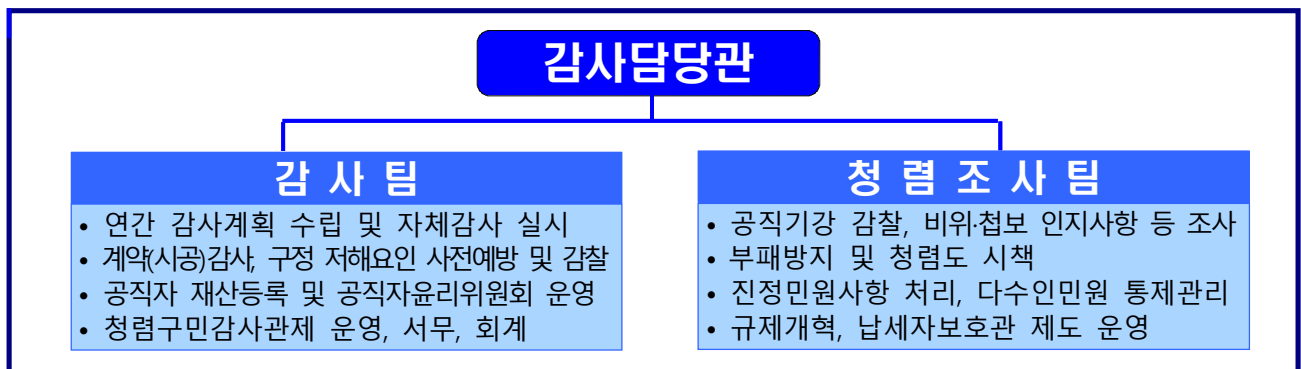 감사담당관
감 사 팀
• 연간 감사계획 수립 및 자체감사 실시
• 계약(시공)감사, 구정 저해요인 사전예방 및 감찰
• 공직자 재산등록 및 공직자윤리위원회 운영
• 청렴구민감사관제 운영, 서무, 회계
청 렴 조 사 팀
• 공직기강 감찰, 비위·첩보 인지사항 등 조사
• 부패방지 및 청렴도 시책
• 진정민원사항 처리, 다수인민원 통제관리
• 규제개혁, 납세자보호관 제도 운영